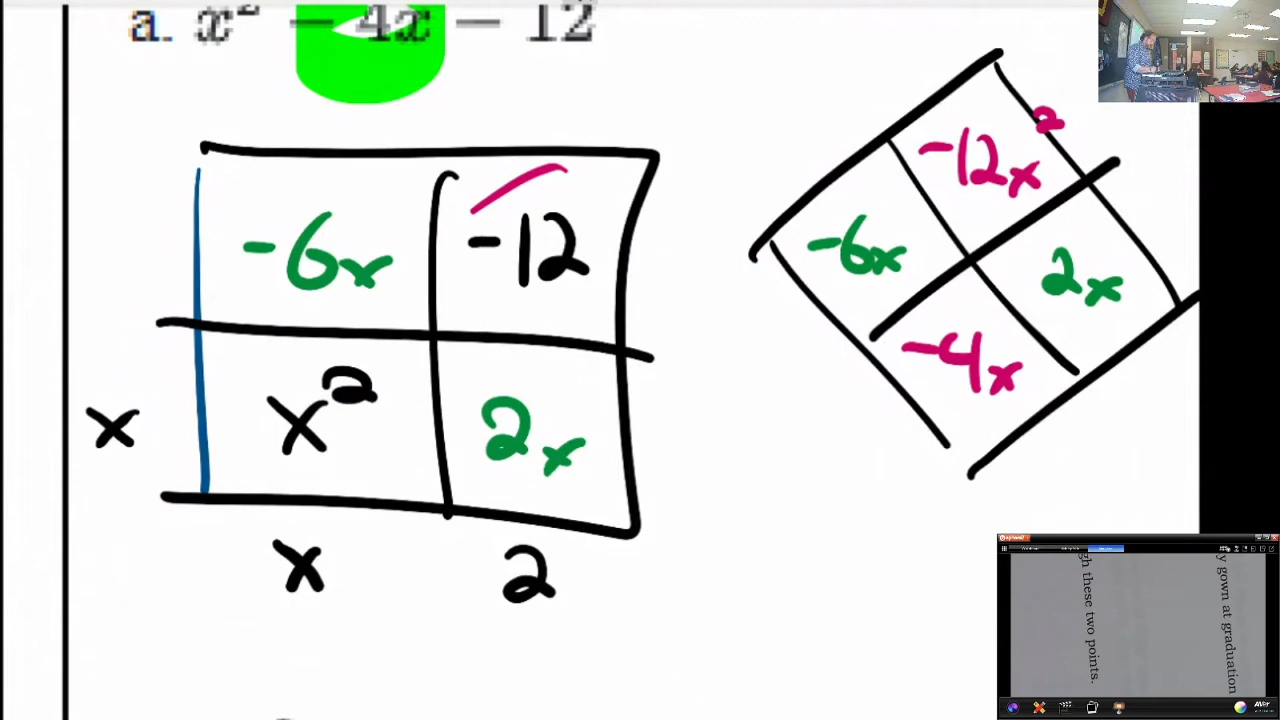 a. x² − 4x − 12
-6x -12
x x² 2x
x 2
-12x²
-6x 2x
-4x
gh these two points.
y gown at graduation